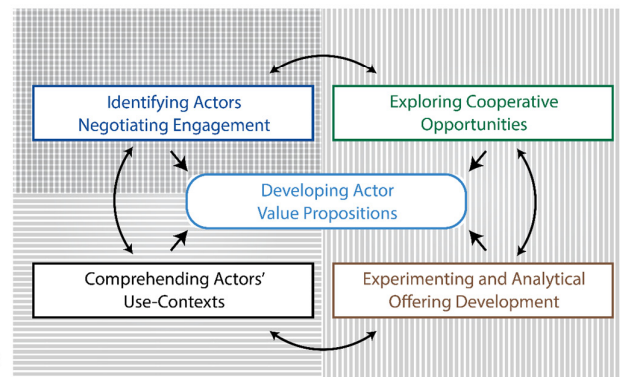 Identifying Actors
Negotiating Engagement
Exploring Cooperative
Opportunities
Developing Actor
Value Propositions
Comprehending Actors'
Use-Contexts
Experimenting and Analytical
Offering Development